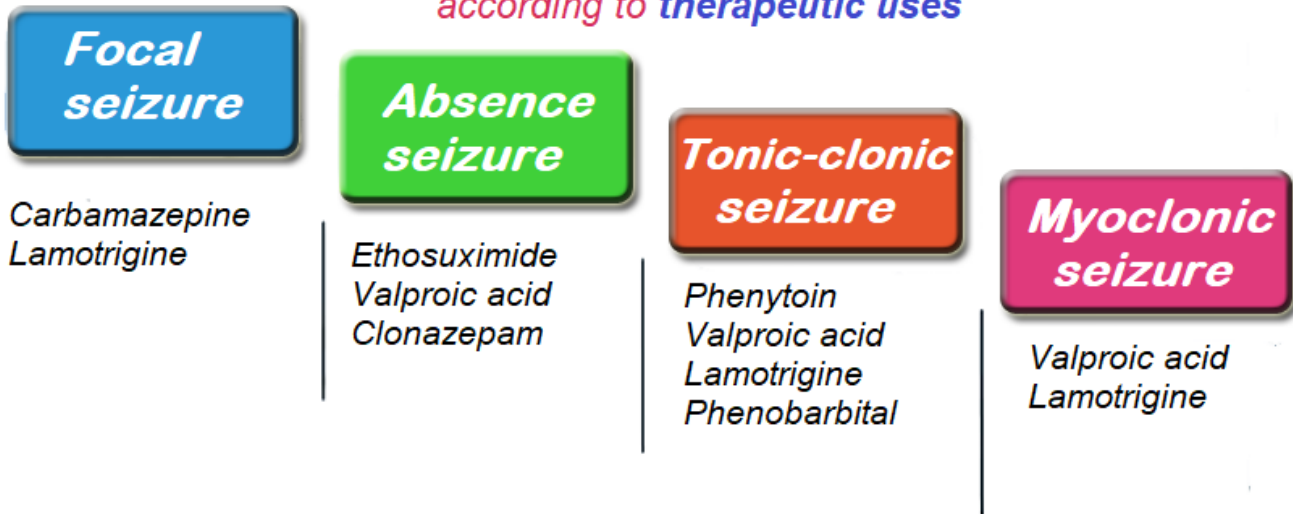 according to therapeutic uses
Focal
seizure
Carbamazepine
Lamotrigine
Absence
seizure
Ethosuximide
Valproic acid
Clonazepam
Tonic-clonic
seizure
Phenytoin
Valproic acid
Lamotrigine
Phenobarbital
Myoclonic
seizure
Valproic acid
Lamotrigine